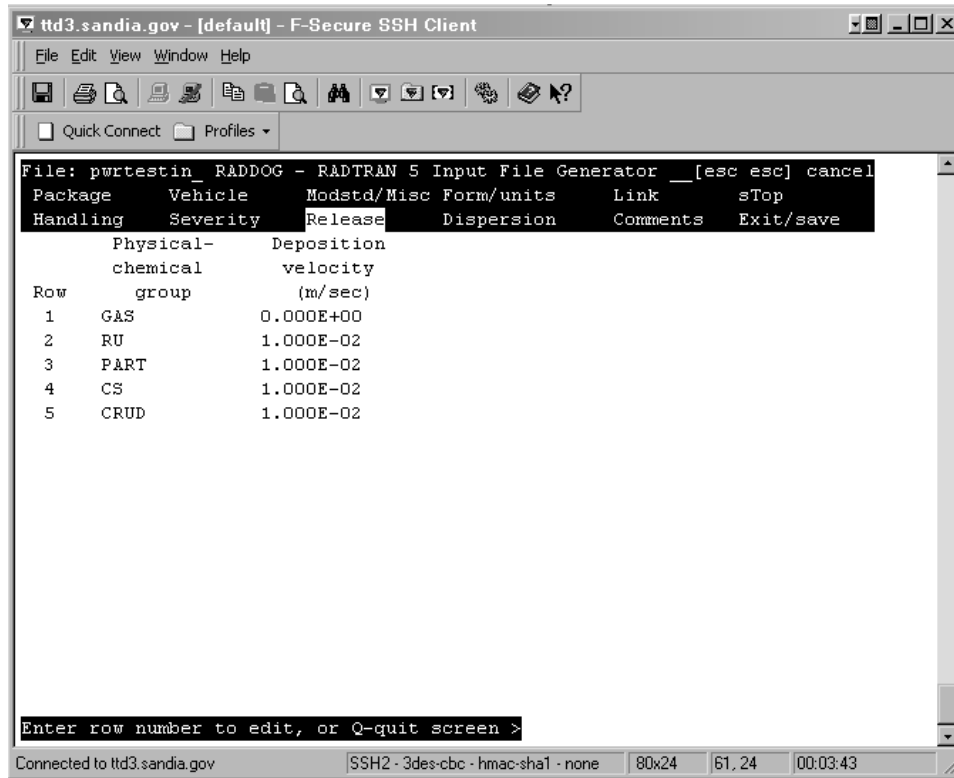 ttd3.sandia.gov - [default] - F-Secure SSH Client
File Edit View Window Help
Quick Connect Profiles
File: pwrtestin_ RADDOG - RADTRAN 5 Input File Generator __[esc esc] cancel
Package Vehicle Modstd/Misc Form/units Link sTop
Handling Severity Release Dispersion Comments Exit/save
Physical- Deposition
chemical velocity
Row group (m/sec)
1 GAS 0.000E+00
2 RU 1.000E-02
3 PART 1.000E-02
4 CS 1.000E-02
5 CRUD 1.000E-02
Enter row number to edit, or Q-quit screen >
Connected to ttd3.sandia.gov SSH2 - 3des-cbc - hmac-sha1 - none 80x24 61, 24 00:03:43